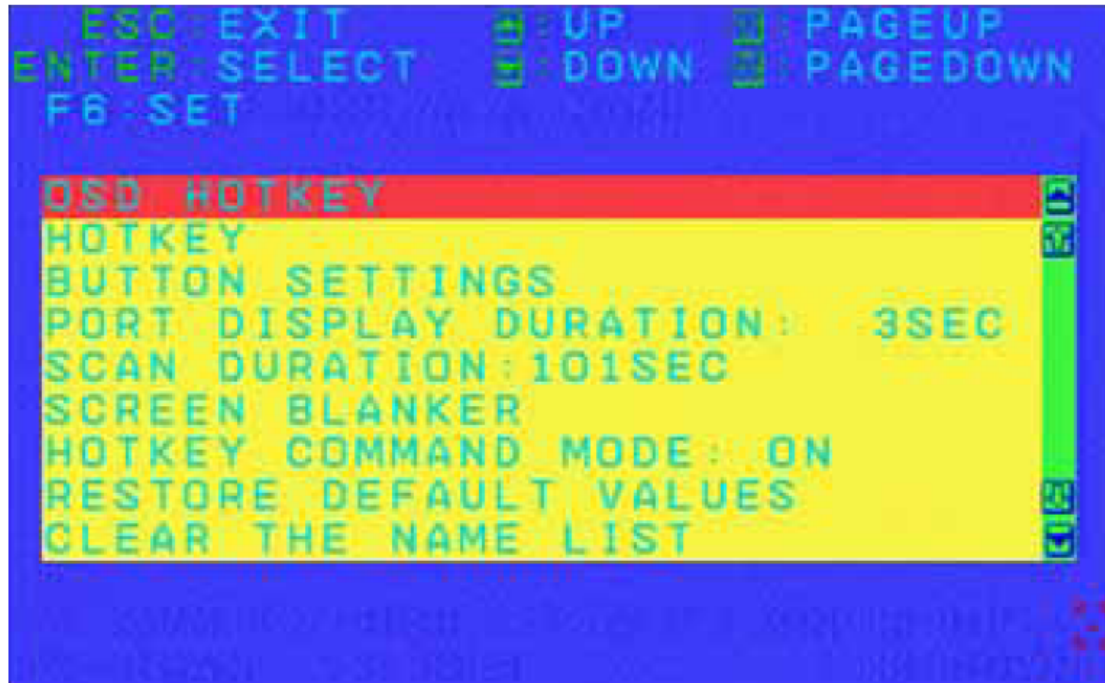 ESC:EXIT :UP :PAGEUP
ENTER:SELECT :DOWN :PAGEDOWN
F6:SET
OSD HOTKEY
HOTKEY
BUTTON SETTINGS
PORT DISPLAY DURATION: 3SEC
SCAN DURATION:101SEC
SCREEN BLANKER
HOTKEY COMMAND MODE: ON
RESTORE DEFAULT VALUES
CLEAR THE NAME LIST